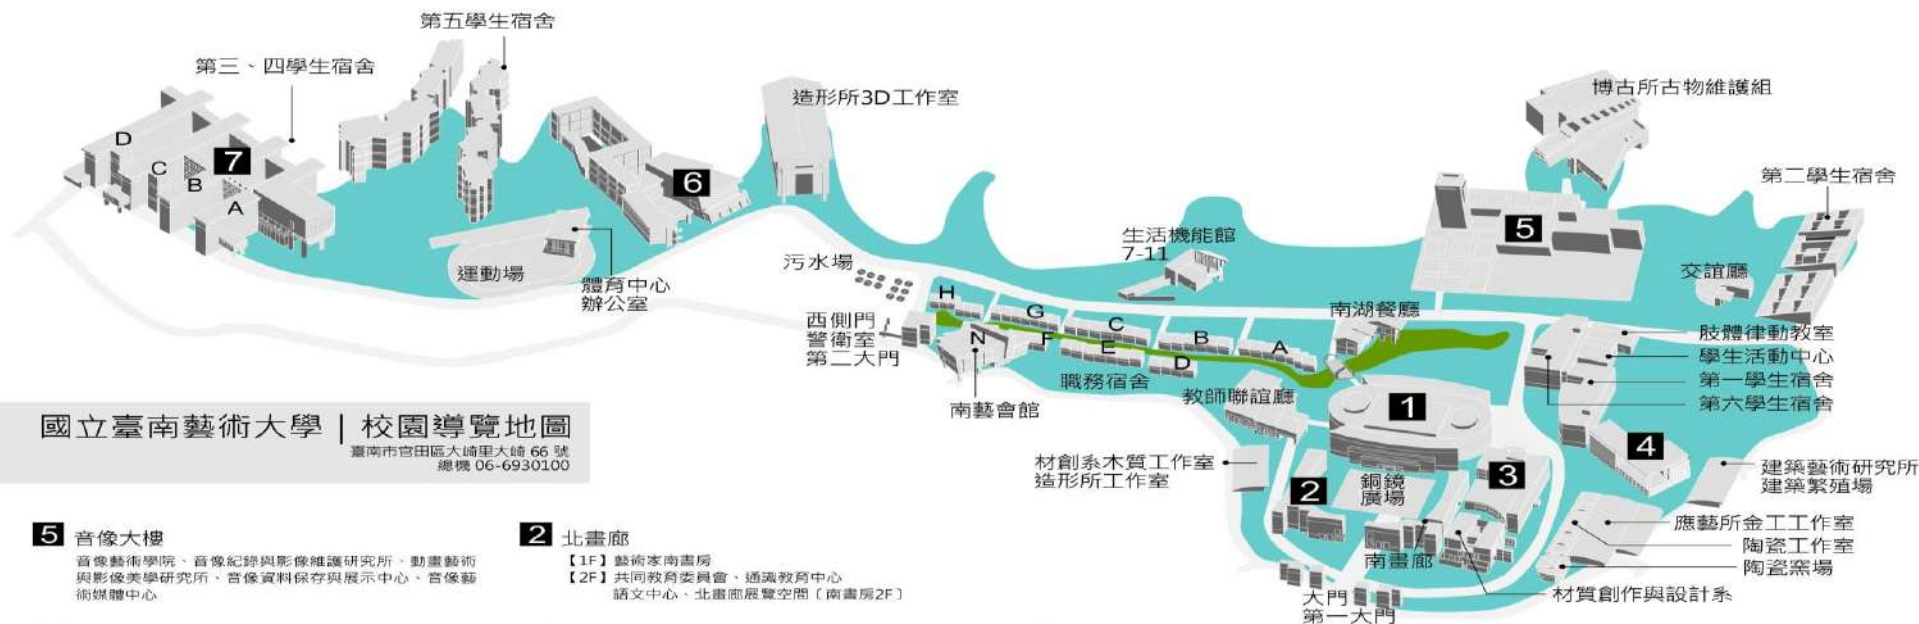 第五學生宿舍
第三、四學生宿舍
造形所3D工作室
博古所古物維護組
D
C
B
A
7
6
第二學生宿舍
5
生活機能館
7-11
污水場
運動場
體育中心
辦公室
交誼廳
H
G
C
B
A
N
F
E
D
南湖餐廳
西側門
警衛室
第二大門
職務宿舍
南藝會館
教師聯誼廳
肢體律動教室
學生活動中心
第一學生宿舍
第六學生宿舍
1
國立臺南藝術大學 | 校園導覽地圖
臺南市官田區大崎里大崎 66 號
總機 06-6930100
4
材創系木質工作室
造形所工作室
2
銅鏡
廣場
3
建築藝術研究所
建築繁殖場
應藝所金工工作室
陶瓷工作室
陶瓷窯場
南畫廊
材質創作與設計系
大門
第一大門
5 音像大樓
音像藝術學院、音像紀錄與影像維護研究所、動畫藝術
與影像美學研究所、音像資料保存與展示中心、音像藝
術媒體中心
2 北畫廊
【1F】藝術家南書房
【2F】共同教育委員會、通識教育中心
語文中心、北畫廊展覽空間〔南書房2F〕